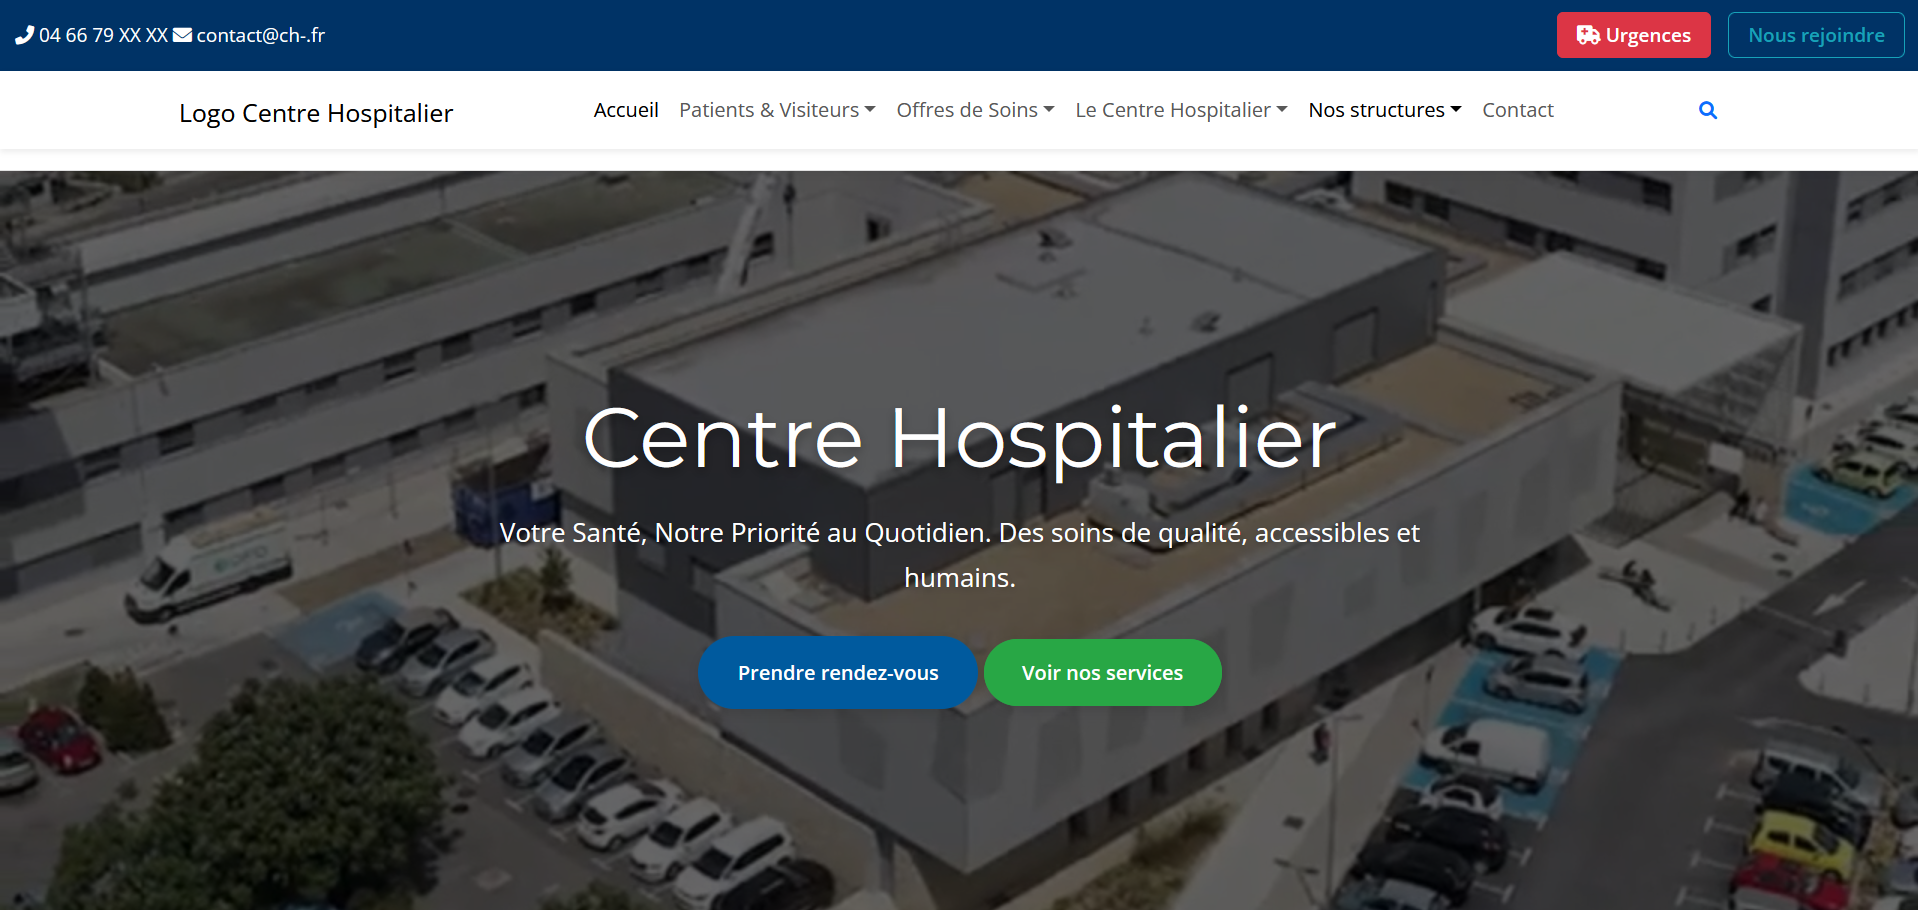 04 66 79 XX XX contact@ch-.fr Urgences Nous rejoindre
Logo Centre Hospitalier Accueil Patients & Visiteurs Offres de Soins Le Centre Hospitalier Nos structures Contact
Centre Hospitalier
Votre Santé, Notre Priorité au Quotidien. Des soins de qualité, accessibles et
humains.
Prendre rendez-vous Voir nos services